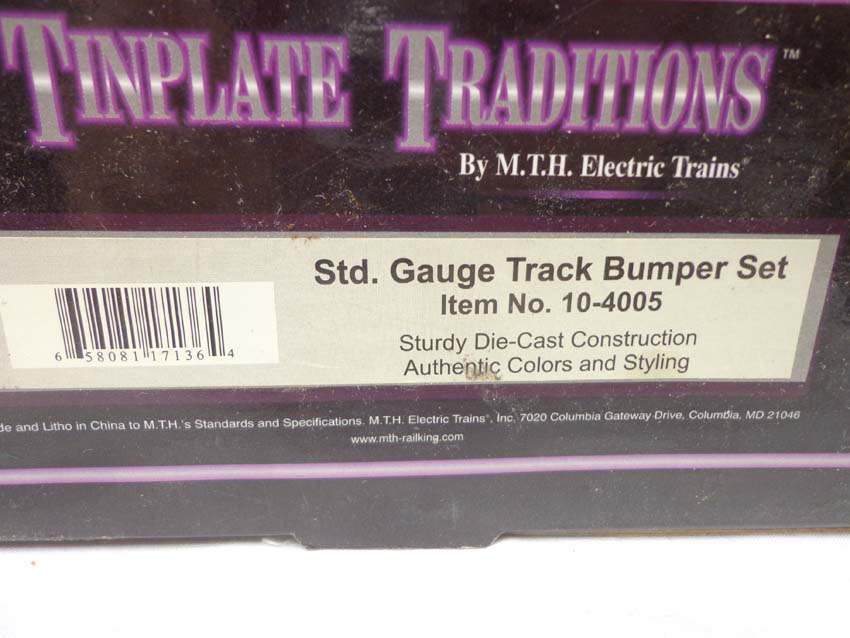 TINPLATE TRADITIONS™
By M.T.H. Electric Trains®
Std. Gauge Track Bumper Set
Item No. 10-4005
Sturdy Die-Cast Construction
Authentic Colors and Styling
6 58081 17136 4
and Litho in China to M.T.H.'s Standards and Specifications. M.T.H. Electric Trains®, Inc. 7020 Columbia Gateway Drive, Columbia, MD 21046
www.mth-railking.com